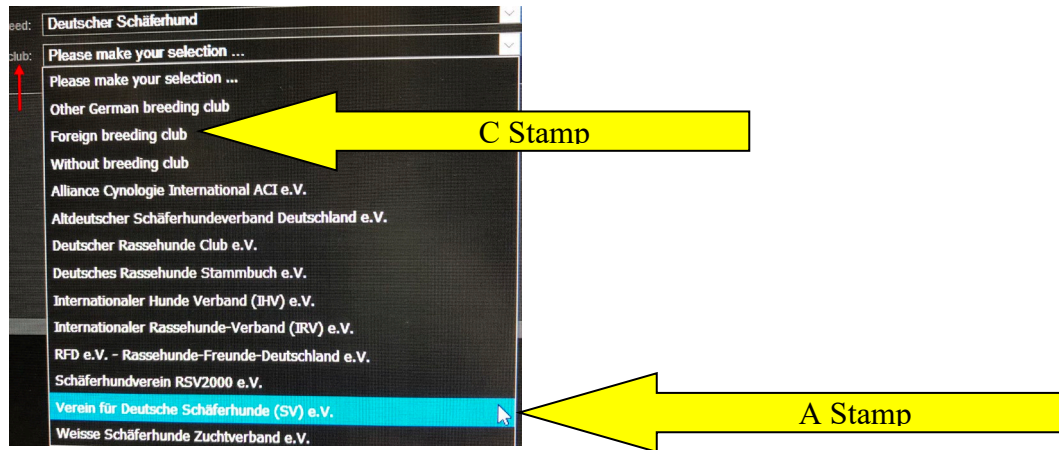 eed: Deutscher Schäferhund
club: Please make your selection ...
Please make your selection ...
Other German breeding club
Foreign breeding club
C Stamp
Without breeding club
Alliance Cynologie International ACI e.V.
Altdeutscher Schäferhundeverband Deutschland e.V.
Deutscher Rassehunde Club e.V.
Deutsches Rassehunde Stammbuch e.V.
Internationaler Hunde Verband (IHV) e.V.
Internationaler Rassehunde-Verband (IRV) e.V.
RFD e.V. - Rassehunde-Freunde-Deutschland e.V.
Schäferhundverein RSV2000 e.V.
Verein für Deutsche Schäferhunde (SV) e.V.
A Stamp
Weisse Schäferhunde Zuchtverband e.V.